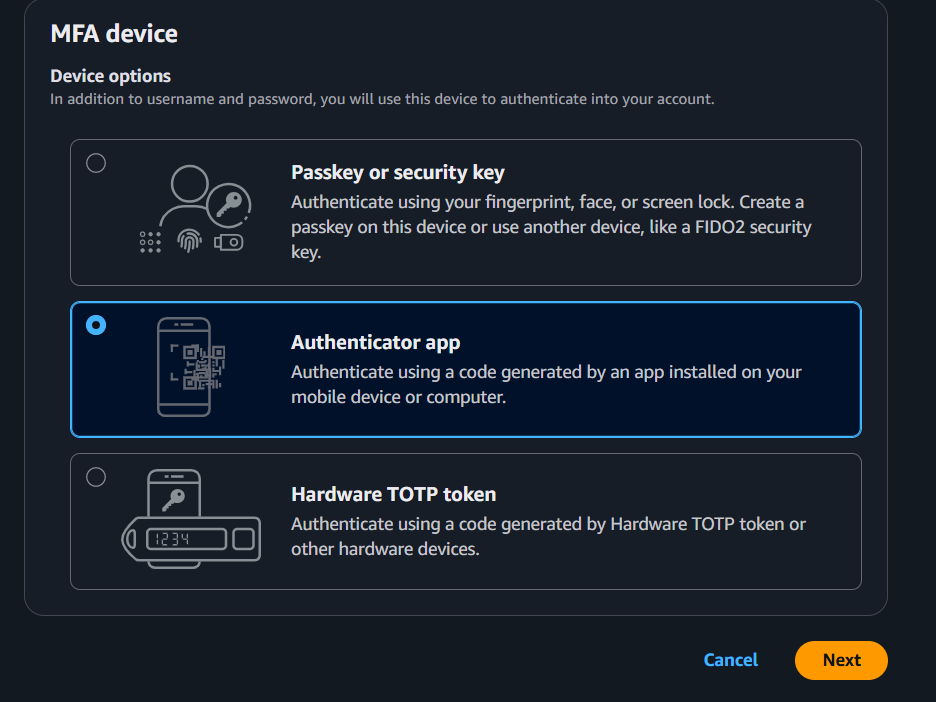 MFA device
Device options
In addition to username and password, you will use this device to authenticate into your account.
Passkey or security key
Authenticate using your fingerprint, face, or screen lock. Create a
passkey on this device or use another device, like a FIDO2 security
key.
Authenticator app
Authenticate using a code generated by an app installed on your
mobile device or computer.
Hardware TOTP token
Authenticate using a code generated by Hardware TOTP token or
other hardware devices.
1234
Cancel
Next